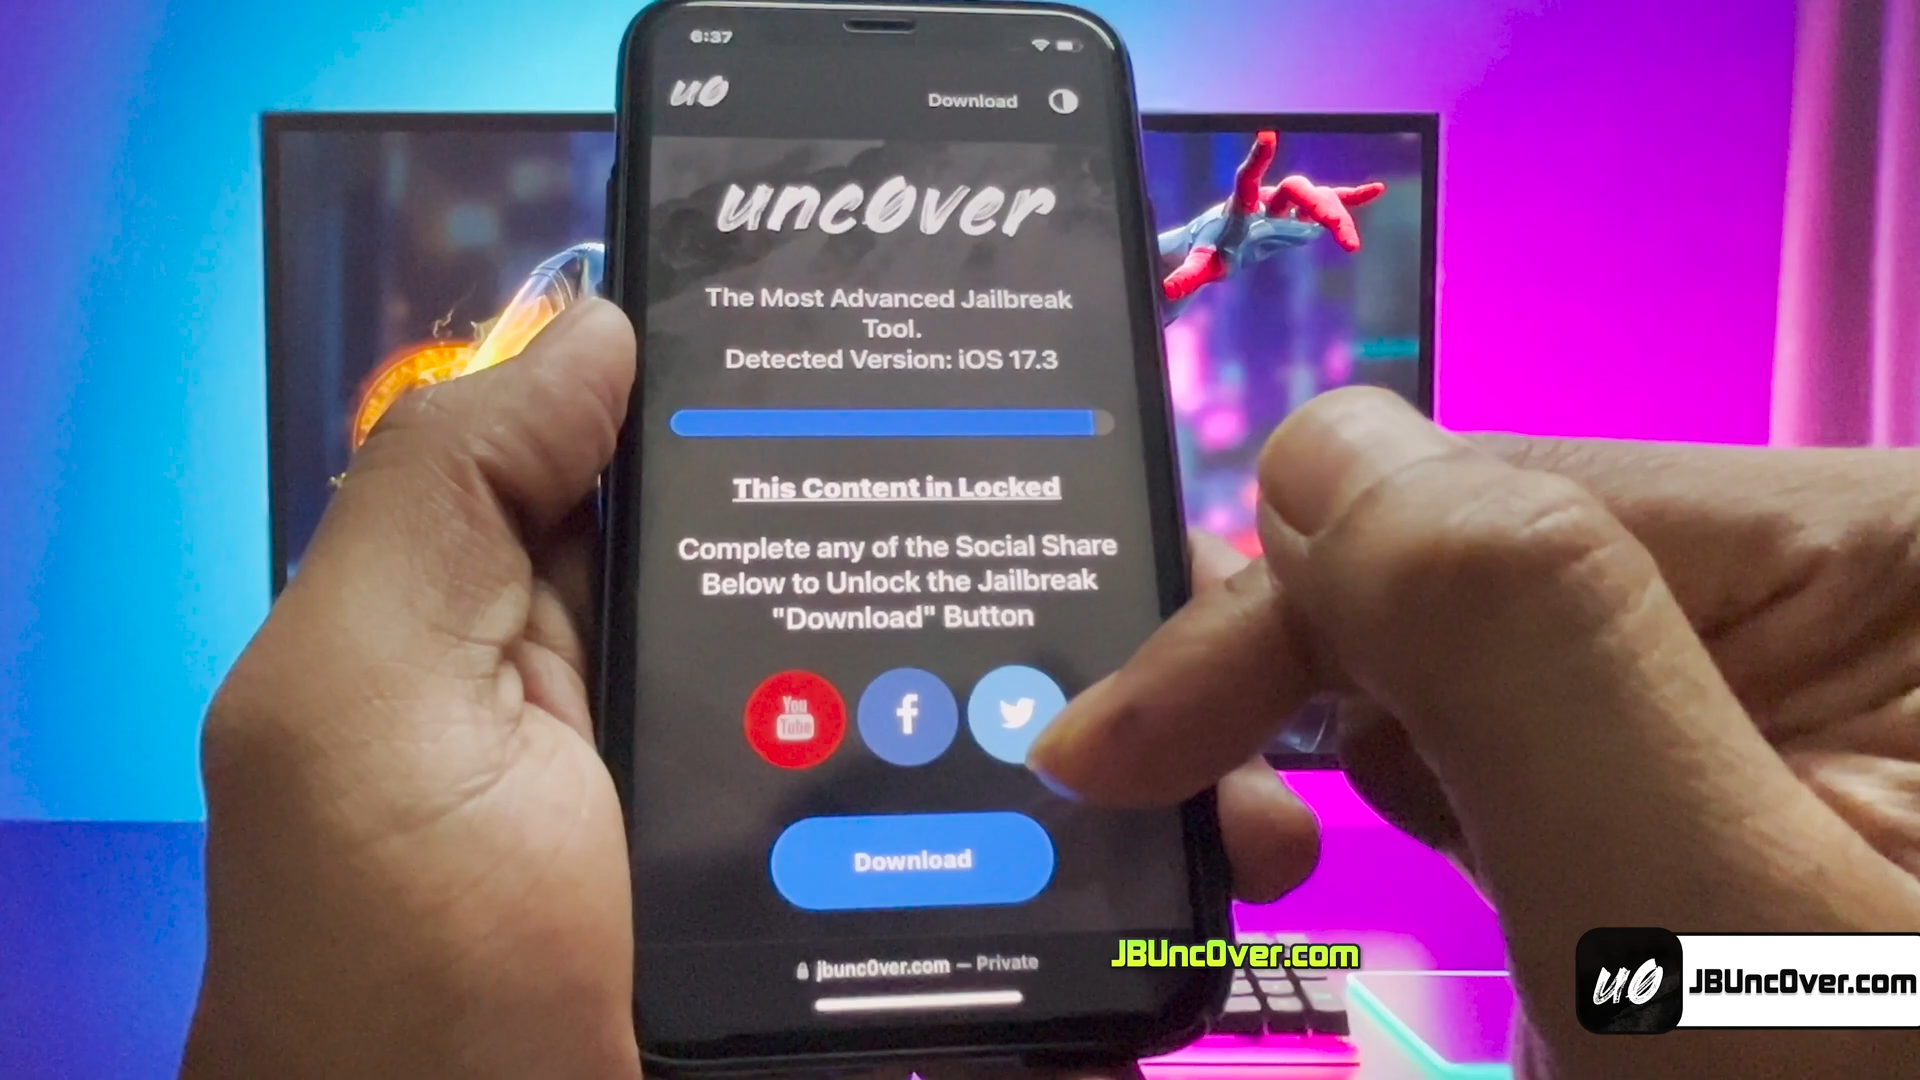 6:37
u0
Download
unc0ver
The Most Advanced Jailbreak
Tool.
Detected Version: iOS 17.3
This Content in Locked
Complete any of the Social Share
Below to Unlock the Jailbreak
"Download" Button
You
Tube
f
Download
jbunc0ver.com — Private
JBUnc0ver.com
u0
JBUnc0ver.com